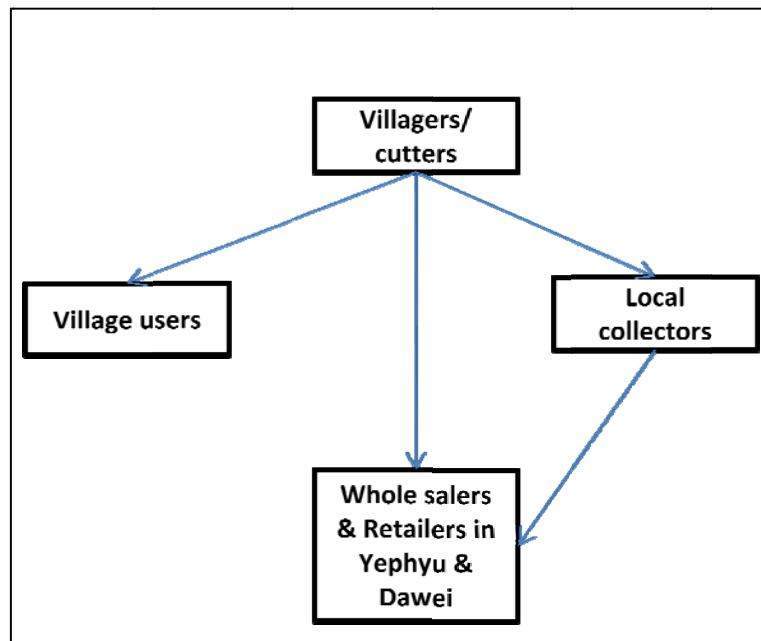 Villagers/
cutters
Village users
Local
collectors
Whole salers
& Retailers in
Yephyu &
Dawei